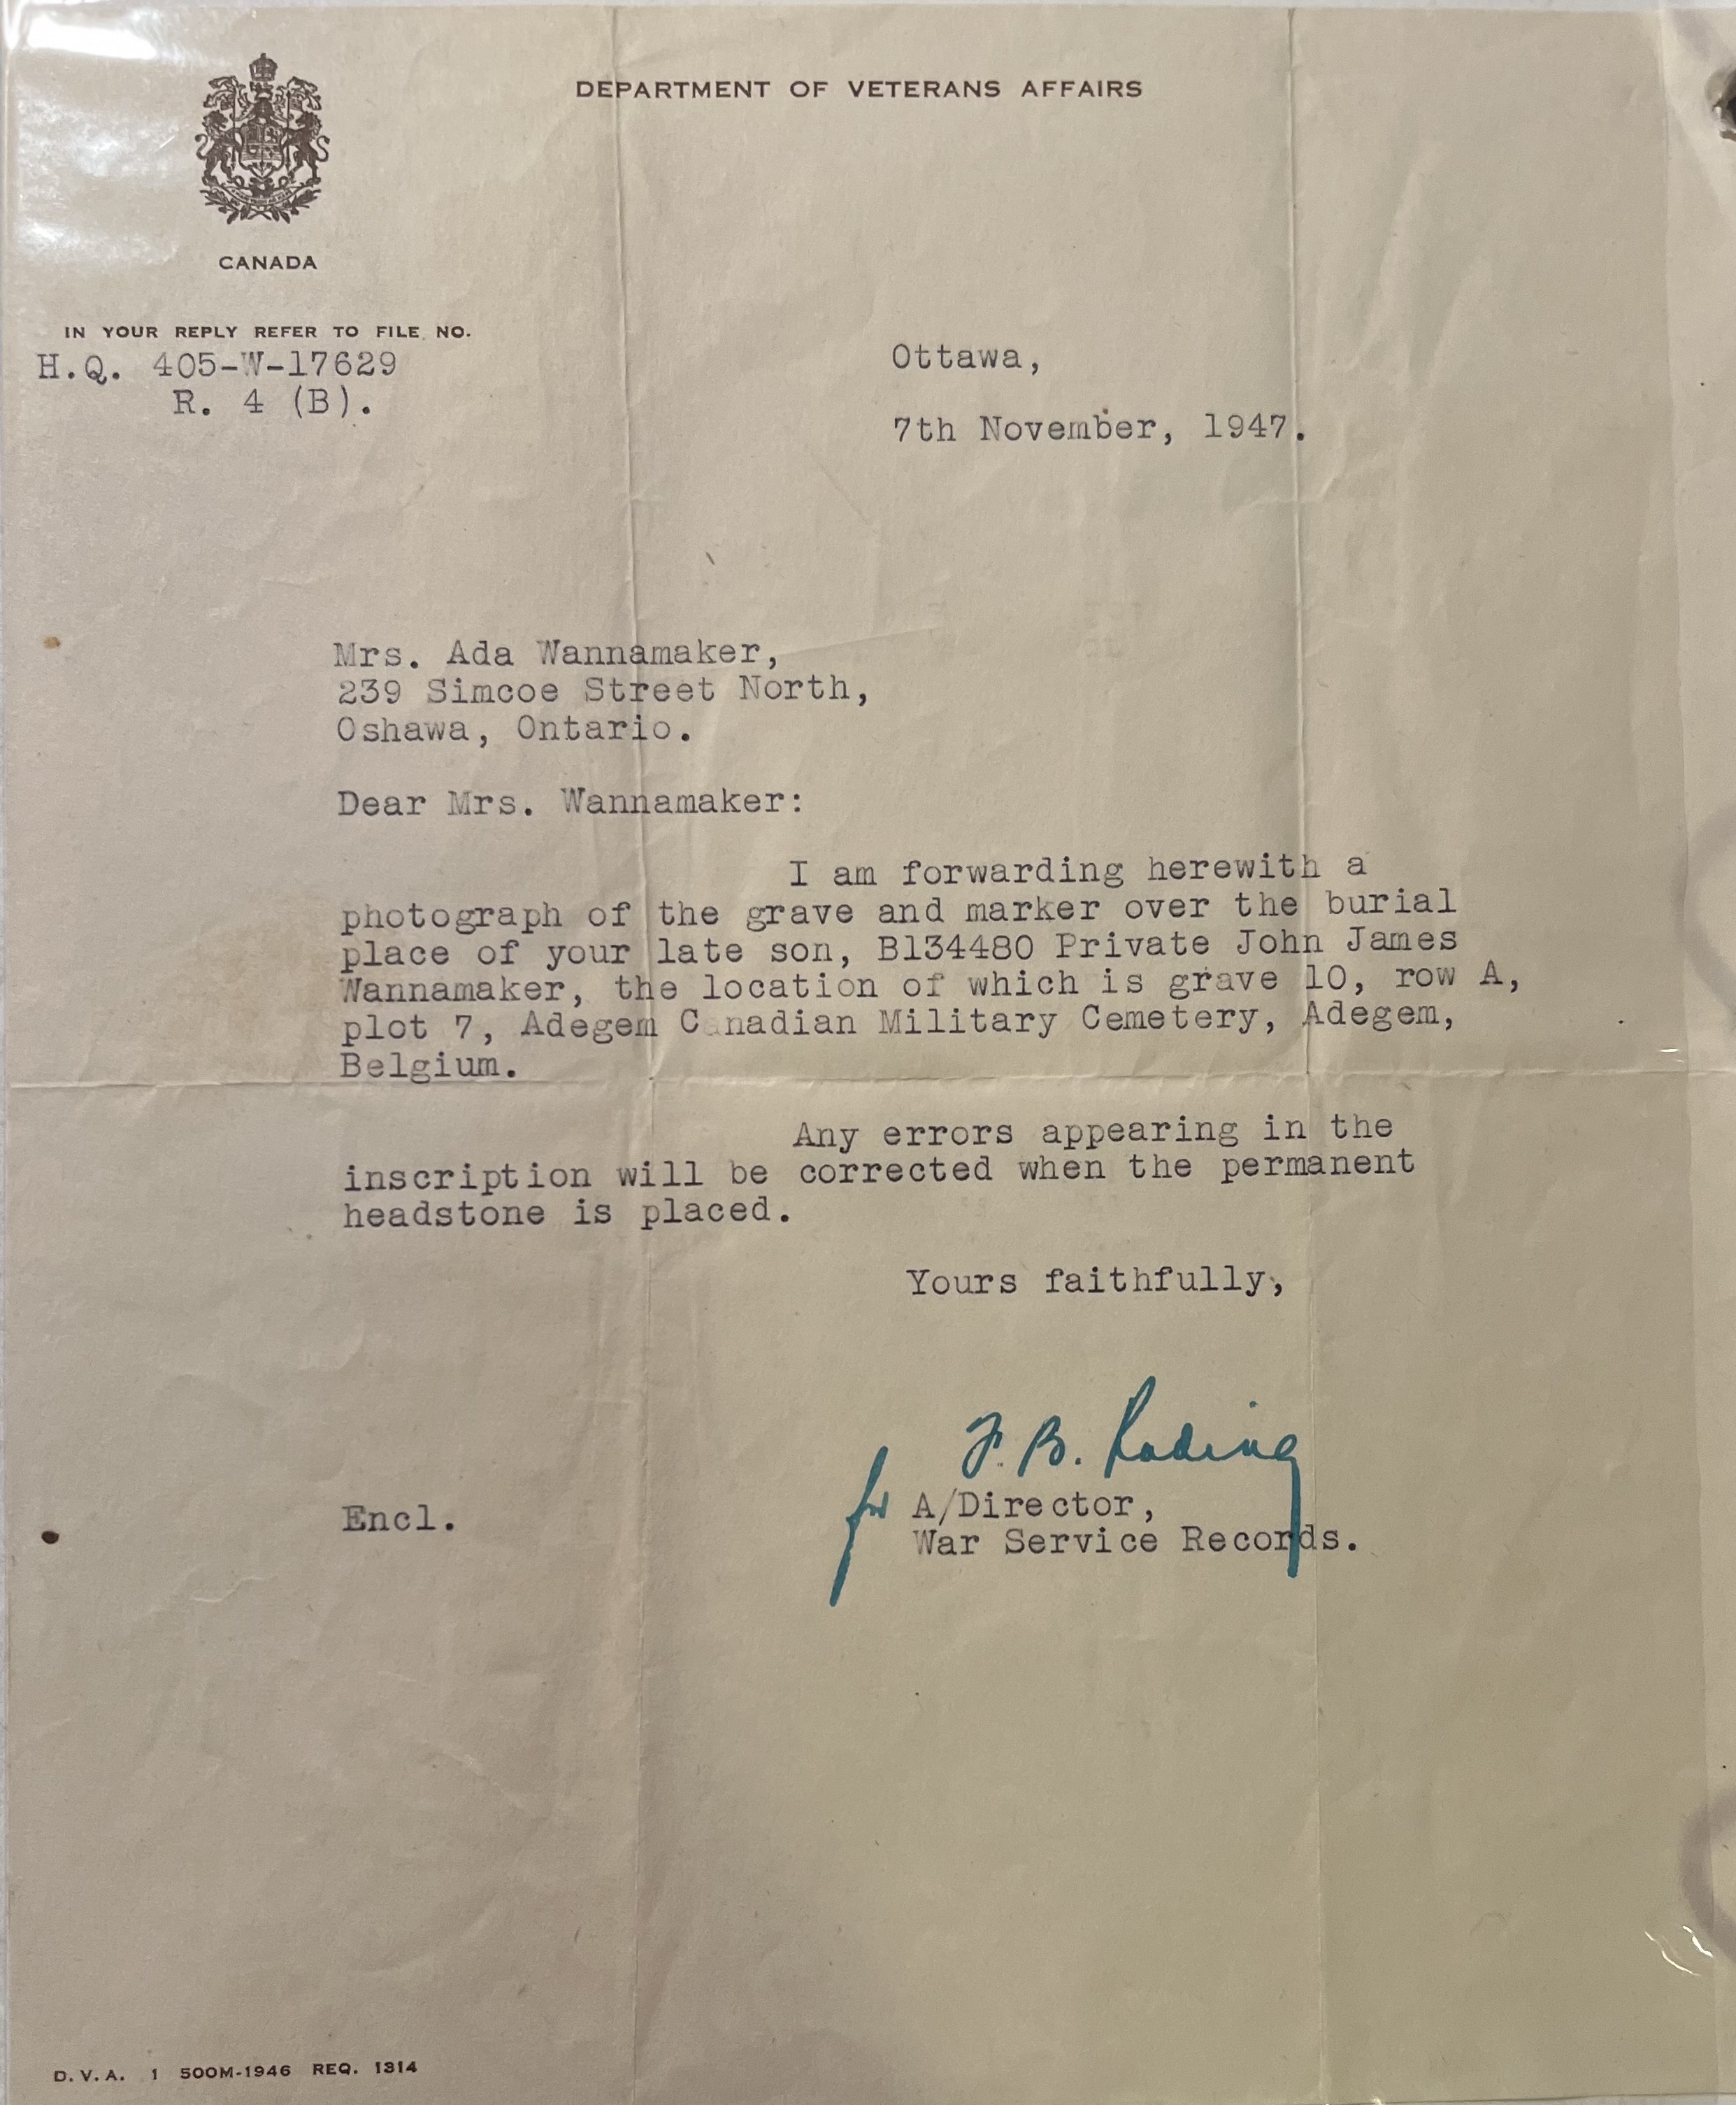 DEPARTMENT OF VETERANS AFFAIRS
CANADA
IN YOUR REPLY REFER TO FILE NO.
H.Q. 405-W-17629
R. 4 (B).
Ottawa,
7th November, 1947.
Mrs. Ada Wannamaker,
239 Simcoe Street North,
Oshawa, Ontario.
Dear Mrs. Wannamaker:
I am forwarding herewith a
photograph of the grave and marker over the burial
place of your late son, B134480 Private John James
Wannamaker, the location of which is grave 10, row A,
plot 7, Adegem Canadian Military Cemetery, Adegem,
Belgium.
Any errors appearing in the
inscription will be corrected when the permanent
headstone is placed.
Yours faithfully,
F. B.
for A/Director,
War Service Records.
Encl.
D. V. A. 1 500M-1946 REQ. 1314